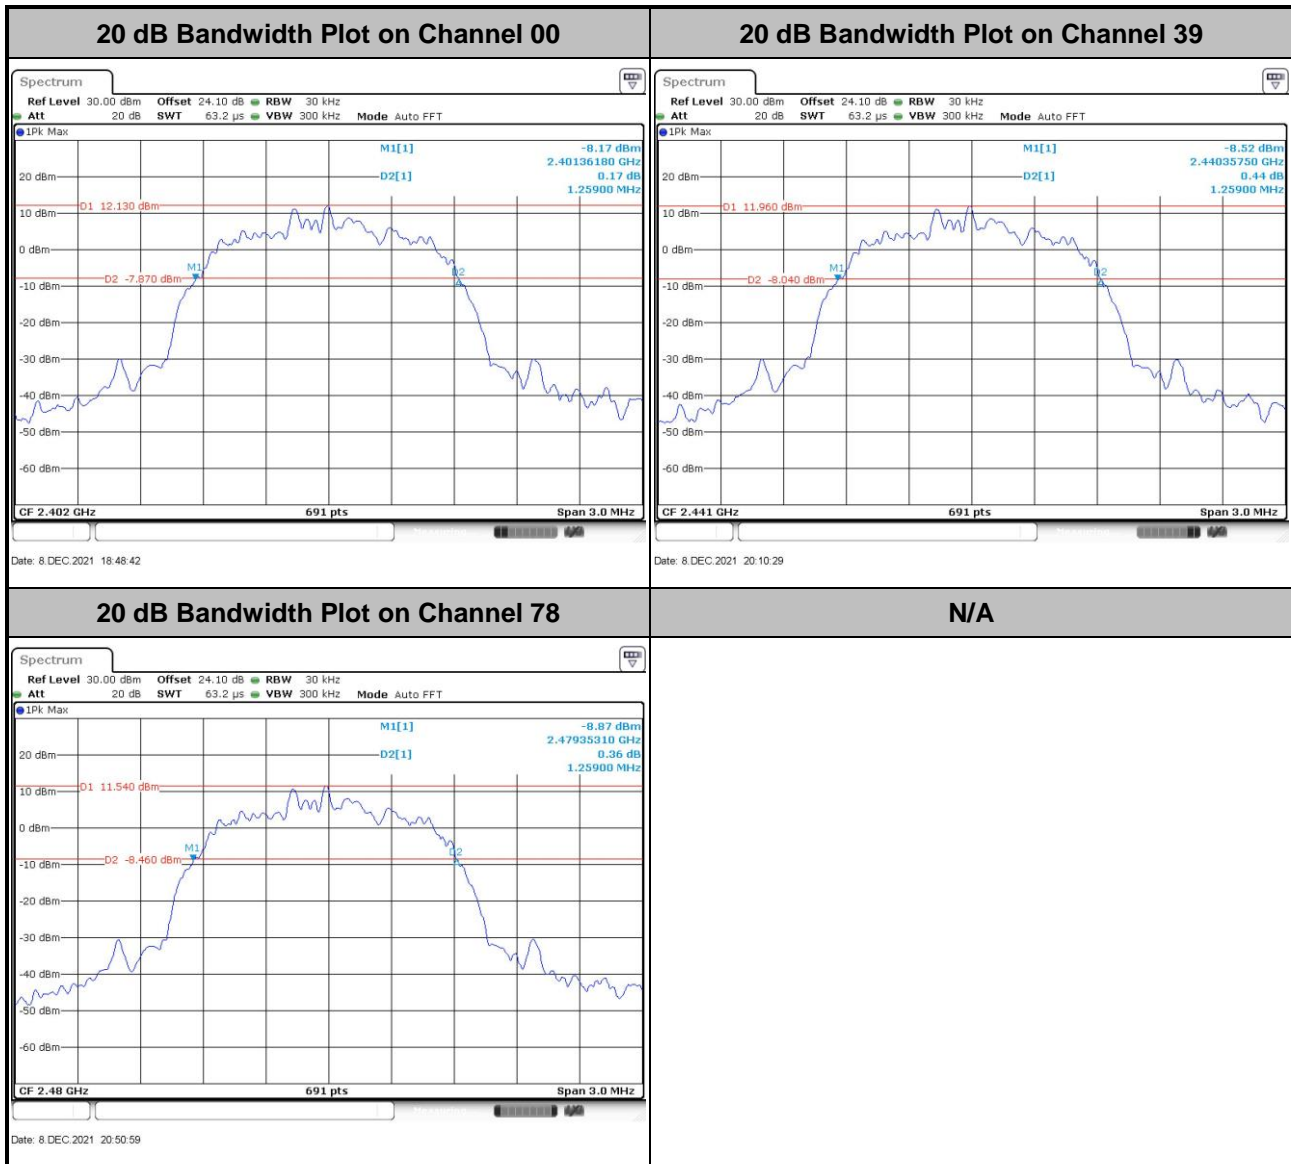 20 dB Bandwidth Plot on Channel 00
20 dB Bandwidth Plot on Channel 39
Spectrum
Ref Level 30.00 dBm Offset 24.10 dB RBW 30 kHz
Att 20 dB SWT 63.2 µs VBW 300 kHz Mode Auto FFT
1Pk Max
M1[1] -8.17 dBm
2.40136180 GHz
D2[1] 0.17 dB
1.25900 MHz
20 dBm
D1 12.130 dBm
10 dBm
0 dBm
M1
D2
D2 -7.870 dBm
-10 dBm
-20 dBm
-30 dBm
-40 dBm
-50 dBm
-60 dBm
CF 2.402 GHz 691 pts Span 3.0 MHz
Date: 8.DEC.2021 18:48:42
Spectrum
Ref Level 30.00 dBm Offset 24.10 dB RBW 30 kHz
Att 20 dB SWT 63.2 µs VBW 300 kHz Mode Auto FFT
1Pk Max
M1[1] -8.52 dBm
2.44035750 GHz
D2[1] 0.44 dB
1.25900 MHz
20 dBm
D1 11.960 dBm
10 dBm
0 dBm
M1
D2
D2 -8.040 dBm
-10 dBm
-20 dBm
-30 dBm
-40 dBm
-50 dBm
-60 dBm
CF 2.441 GHz 691 pts Span 3.0 MHz
Date: 8.DEC.2021 20:10:29
20 dB Bandwidth Plot on Channel 78
N/A
Spectrum
Ref Level 30.00 dBm Offset 24.10 dB RBW 30 kHz
Att 20 dB SWT 63.2 µs VBW 300 kHz Mode Auto FFT
1Pk Max
M1[1] -8.87 dBm
2.47935310 GHz
D2[1] 0.36 dB
1.25900 MHz
20 dBm
D1 11.540 dBm
10 dBm
0 dBm
M1
D2
D2 -8.460 dBm
-10 dBm
-20 dBm
-30 dBm
-40 dBm
-50 dBm
-60 dBm
CF 2.48 GHz 691 pts Span 3.0 MHz
Date: 8.DEC.2021 20:50:59